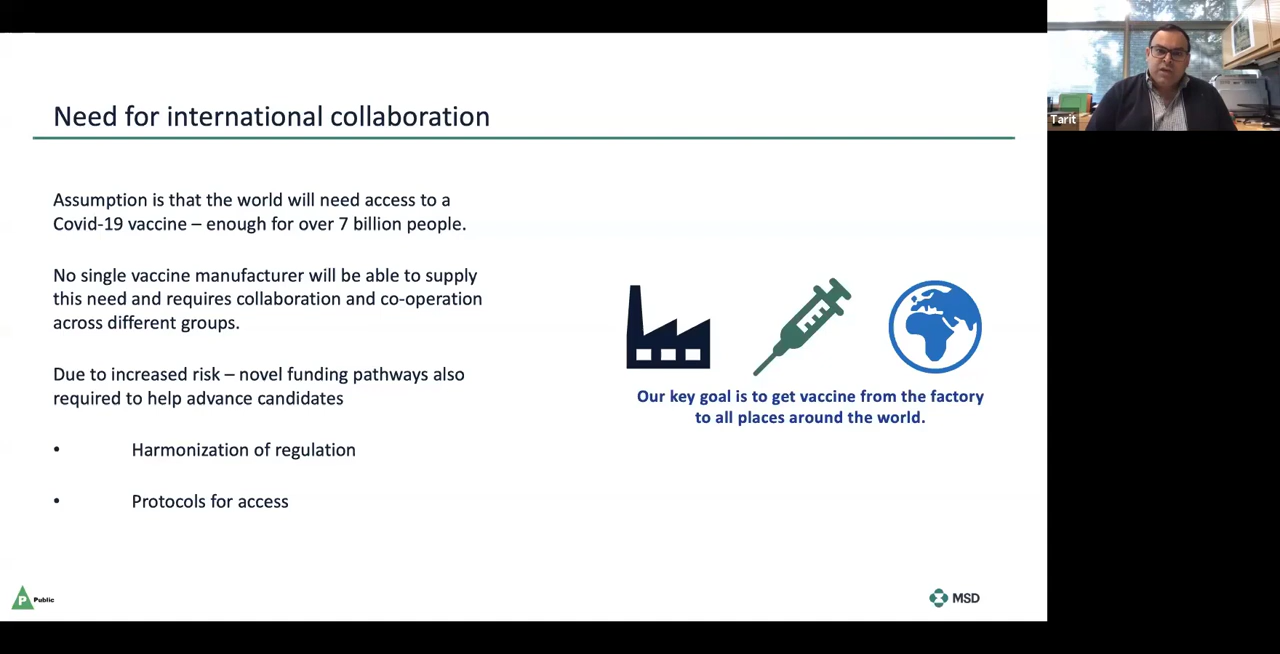 Need for international collaboration
Tarit
Assumption is that the world will need access to a
Covid-19 vaccine – enough for over 7 billion people.
No single vaccine manufacturer will be able to supply
this need and requires collaboration and co-operation
across different groups.
Due to increased risk – novel funding pathways also
required to help advance candidates
• Harmonization of regulation
• Protocols for access
Our key goal is to get vaccine from the factory
to all places around the world.
P Public
MSD